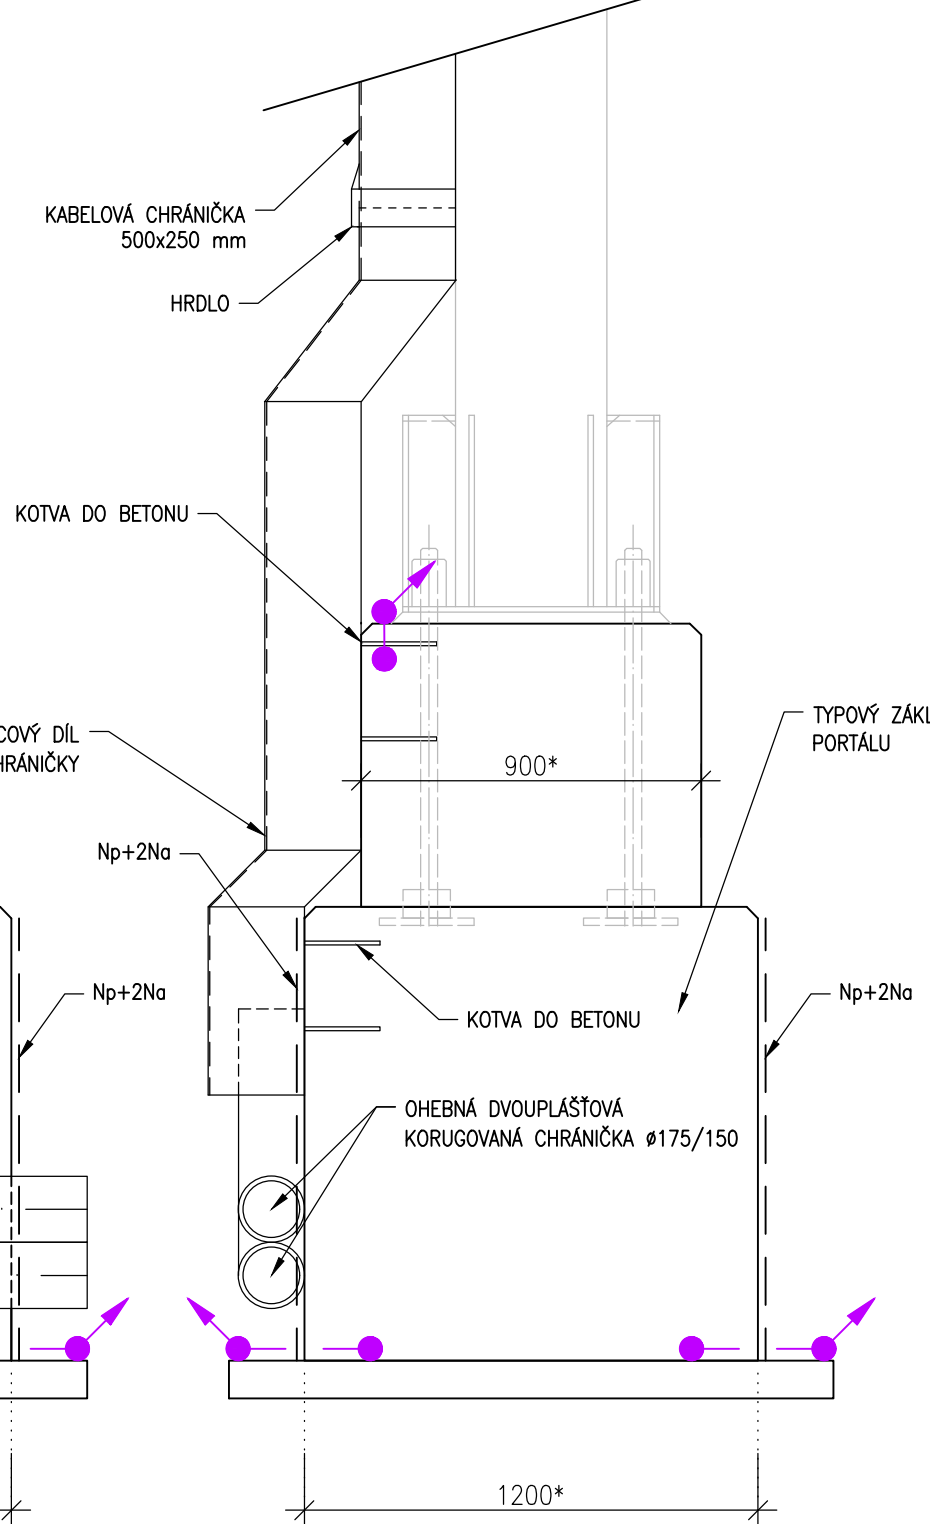 KABELOVÁ CHRÁNIČKA
500x250 mm
HRDLO
KOTVA DO BETONU
TYPOVÝ
PORTÁLU
DÍL
900*
Np+2Na
Np+2Na
Np+2Na
KOTVA DO BETONU
OHEBNÁ DVOUPLÁŠŤOVÁ
KORUGOVANÁ CHRÁNIČKA ø175/150
1200*